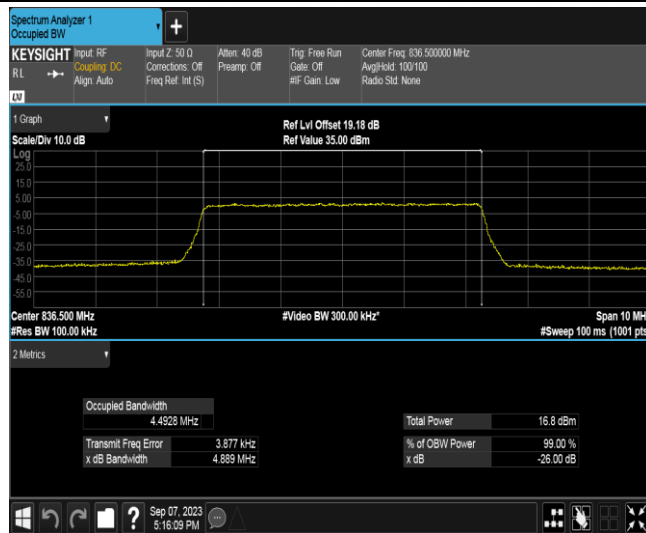 Spectrum Analyzer 1
Occupied BW
+
KEYSIGHT
RL
Input: RF
Coupling: DC
Align: Auto
Input Z: 50 Ω
Corrections: Off
Freq Ref: Int (S)
Atten: 40 dB
Preamp: Off
Trig: Free Run
Gate: Off
#IF Gain: Low
Center Freq: 836.500000 MHz
Avg|Hold: 100/100
Radio Std: None
1 Graph
Scale/Div 10.0 dB
Ref Lvl Offset 19.18 dB
Ref Value 35.00 dBm
Log
25.0
15.0
5.00
-5.00
-15.0
-25.0
-35.0
-45.0
-55.0
Center 836.500 MHz
#Res BW 100.00 kHz
#Video BW 300.00 kHz*
Span 10 MH
#Sweep 100 ms (1001 pts
2 Metrics
Occupied Bandwidth
4.4928 MHz
Transmit Freq Error 3.877 kHz
x dB Bandwidth 4.889 MHz
Total Power 16.8 dBm
% of OBW Power 99.00 %
x dB -26.00 dB
?
Sep 07, 2023
5:16:09 PM